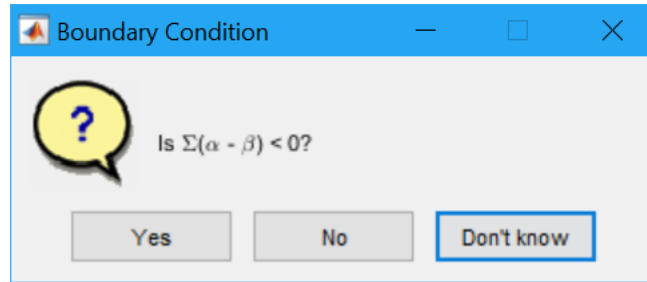 Boundary Condition
?
Is Σ(α - β) < 0?
Yes No Don't know